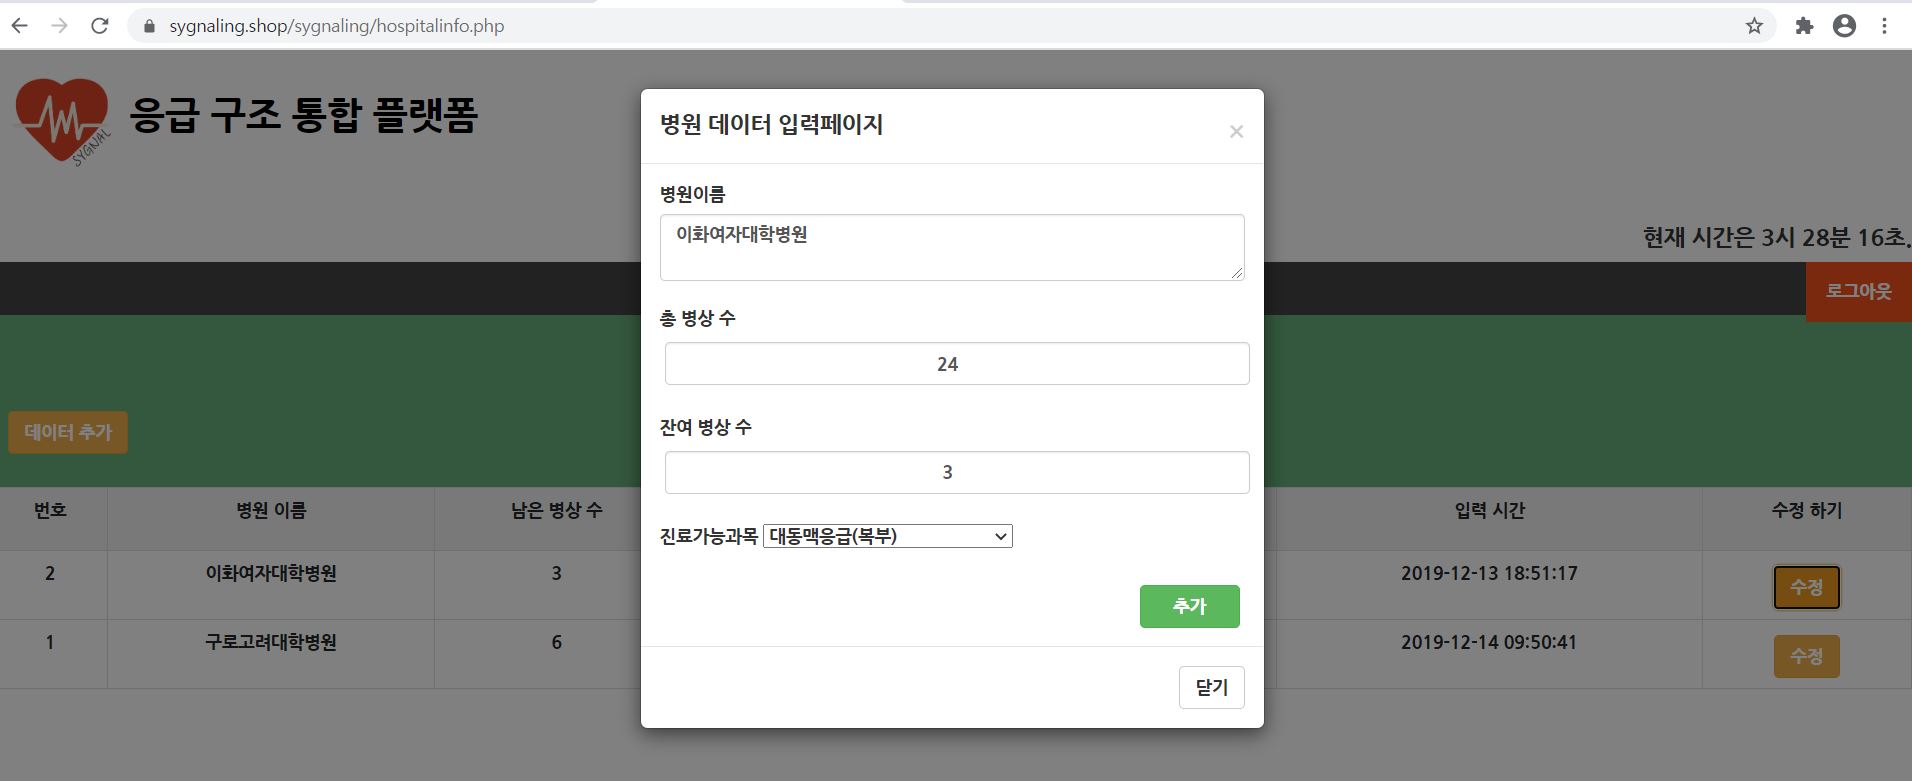 sygnaling.shop/sygnaling/hospitalinfo.php
SYGNAL
응급 구조 통합 플랫폼
현재 시간은 3시 28분 16초.
로그아웃
데이터 추가
병원 데이터 입력페이지
×
병원이름
이화여자대학병원
총 병상 수
24
잔여 병상 수
3
진료가능과목 대동맥응급(복부)
추가
닫기
번호 병원 이름 남은 병상 수 입력 시간 수정 하기
2 이화여자대학병원 3 2019-12-13 18:51:17 수정
1 구로고려대학병원 6 2019-12-14 09:50:41 수정